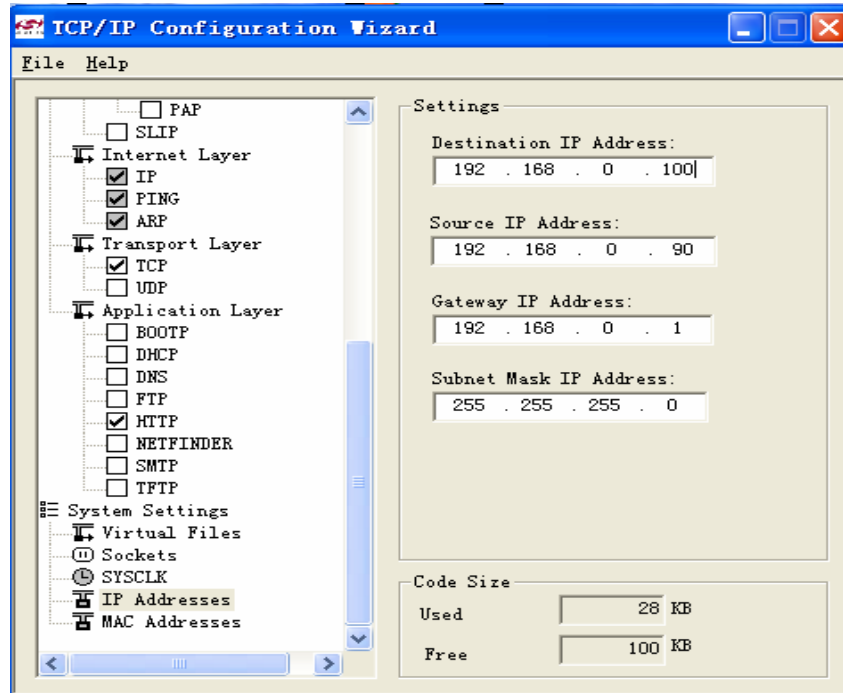 TCP/IP Configuration Wizard
File Help
PAP
SLIP
Internet Layer
IP
PING
ARP
Transport Layer
TCP
UDP
Application Layer
BOOTP
DHCP
DNS
FTP
HTTP
NETFINDER
SMTP
TFTP
System Settings
Virtual Files
Sockets
SYSCLK
IP Addresses
MAC Addresses
Settings
Destination IP Address:
192 . 168 . 0 . 100
Source IP Address:
192 . 168 . 0 . 90
Gateway IP Address:
192 . 168 . 0 . 1
Subnet Mask IP Address:
255 . 255 . 255 . 0
Code Size
Used 28 KB
Free 100 KB